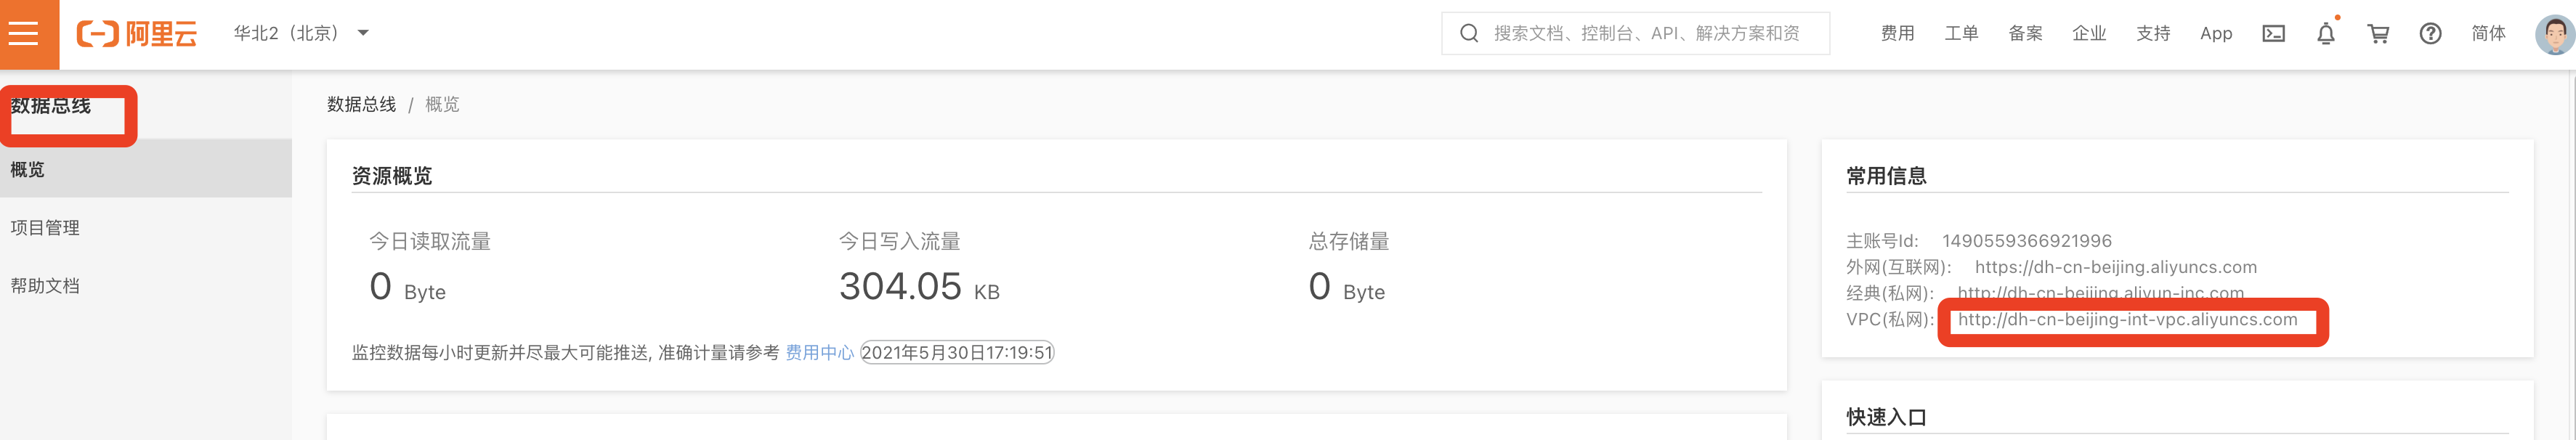 阿里云 华北2（北京） 搜索文档、控制台、API、解决方案和资 费用 工单 备案 企业 支持 App 简体
数据总线
概览
项目管理
帮助文档
数据总线 / 概览
资源概览
今日读取流量 今日写入流量 总存储量
0 Byte 304.05 KB 0 Byte
监控数据每小时更新并尽最大可能推送, 准确计量请参考 费用中心 2021年5月30日17:19:51
常用信息
主账号Id: 1490559366921996
外网(互联网): https://dh-cn-beijing.aliyuncs.com
经典(私网): http://dh-cn-beijing.aliyun-inc.com
VPC(私网): http://dh-cn-beijing-int-vpc.aliyuncs.com
快速入口